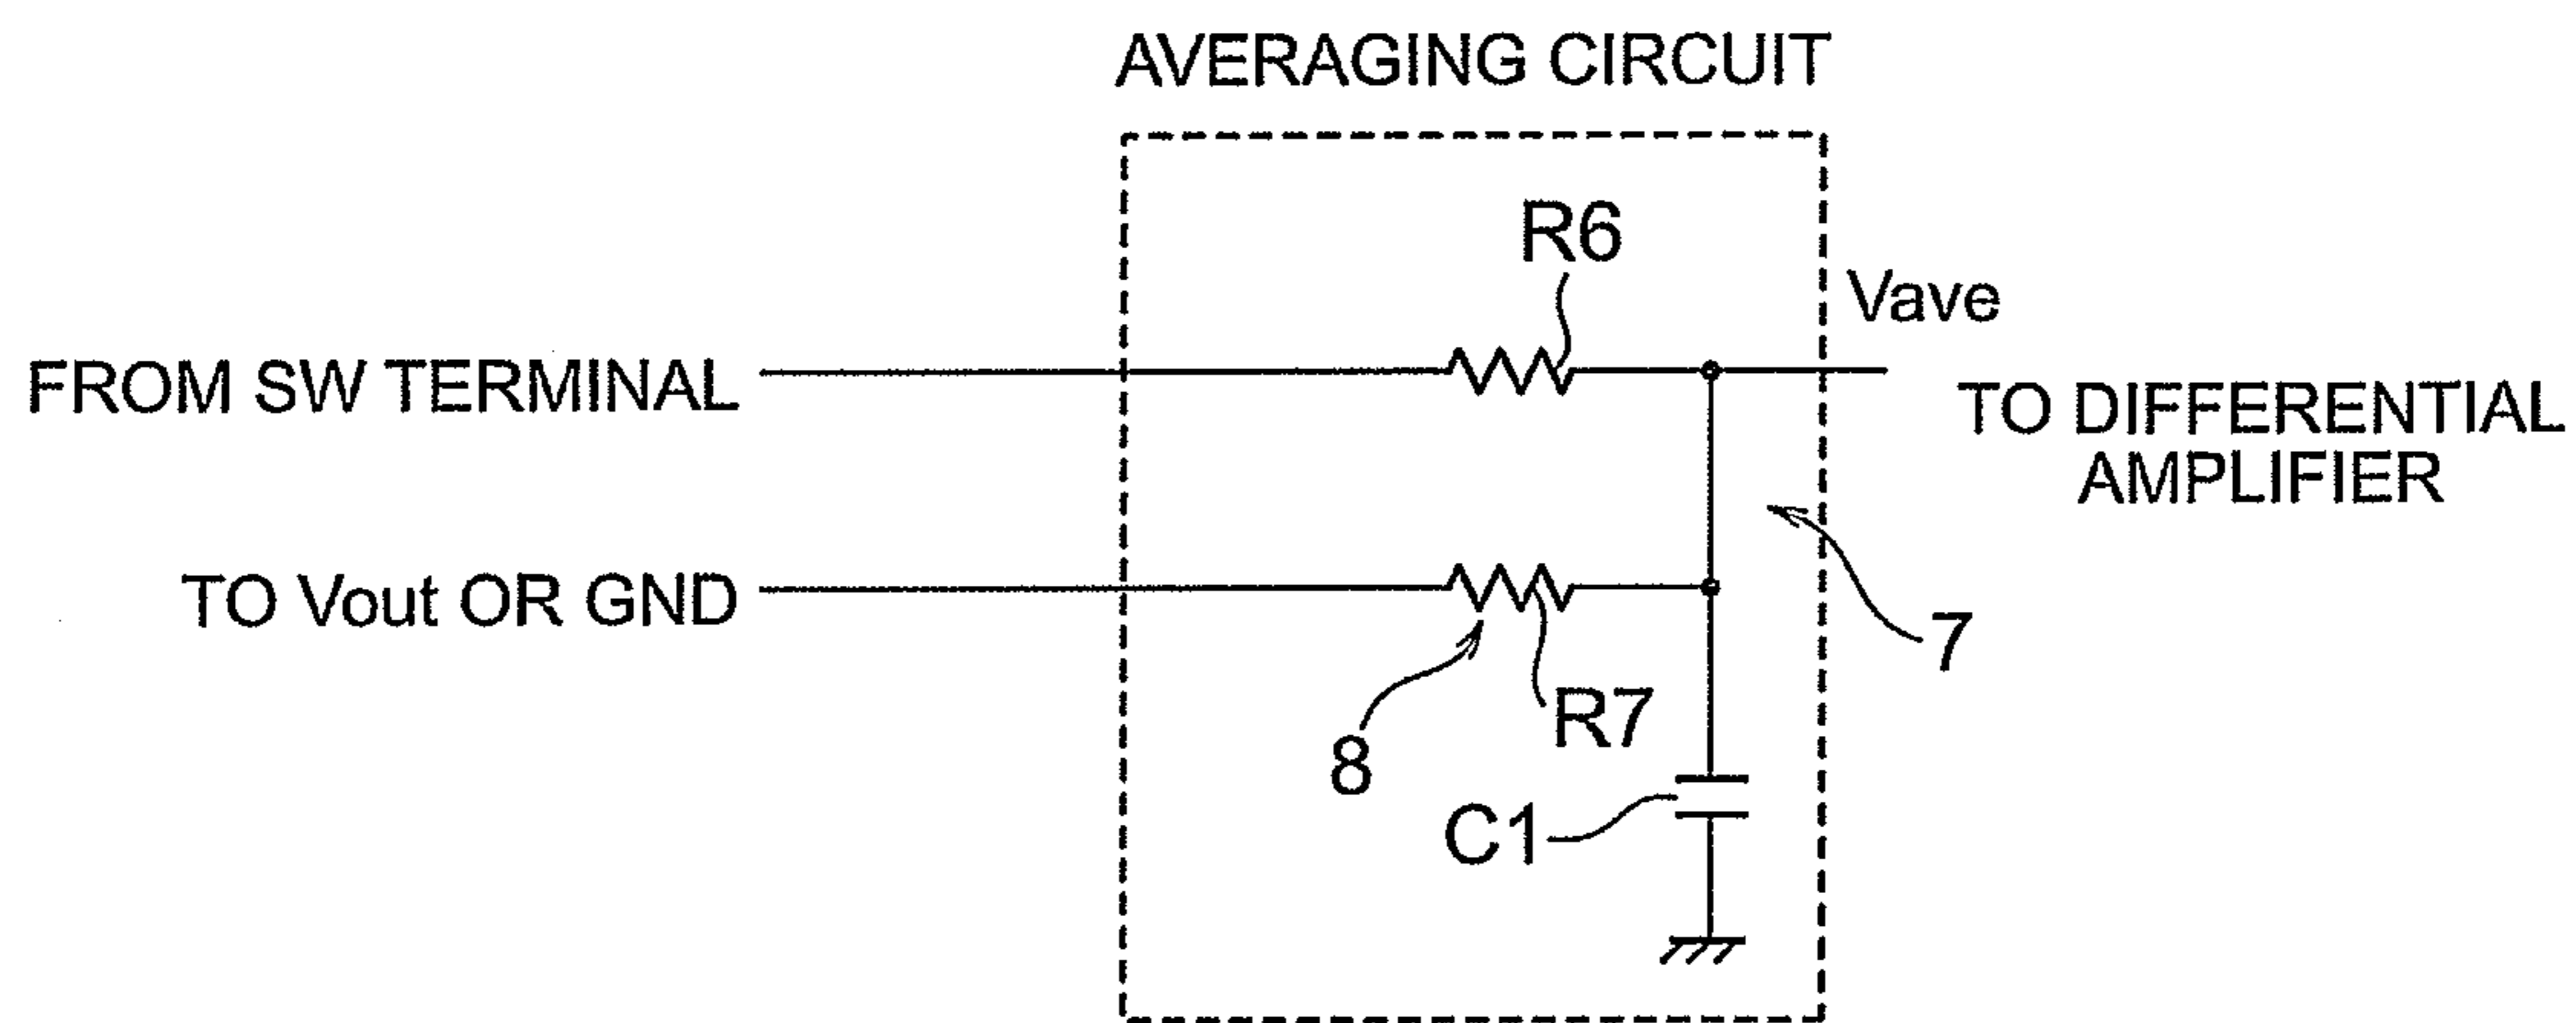 AVERAGING CIRCUIT
R6
Vave
FROM SW TERMINAL
TO DIFFERENTIAL
AMPLIFIER
TO Vout OR GND
7
R7
8
C1